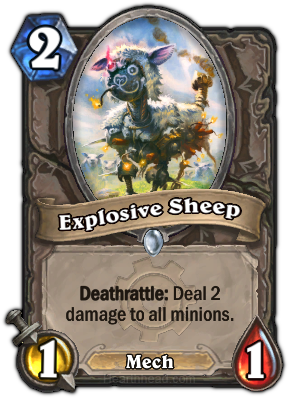 2
Explosive Sheep
Deathrattle: Deal 2
damage to all minions.
1
Mech
1